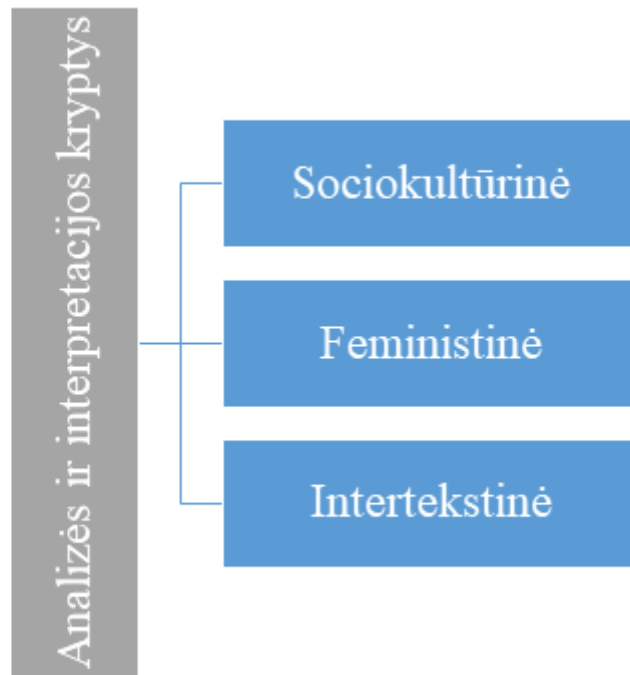 Analizės ir interpretacijos kryptys
Sociokultūrinė
Feministinė
Intertekstinė